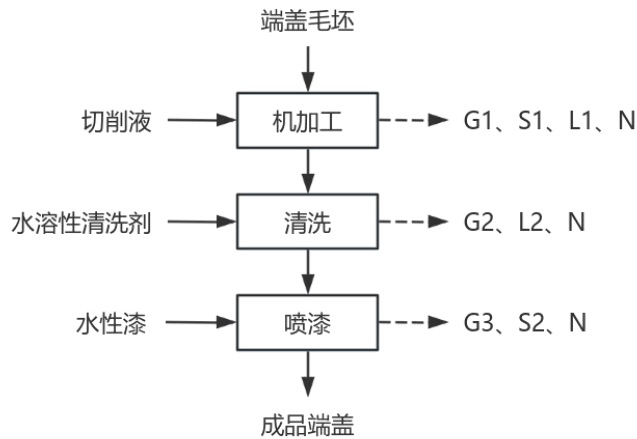 端盖毛坯
切削液 机加工 G1、S1、L1、N
水溶性清洗剂 清洗 G2、L2、N
水性漆 喷漆 G3、S2、N
成品端盖